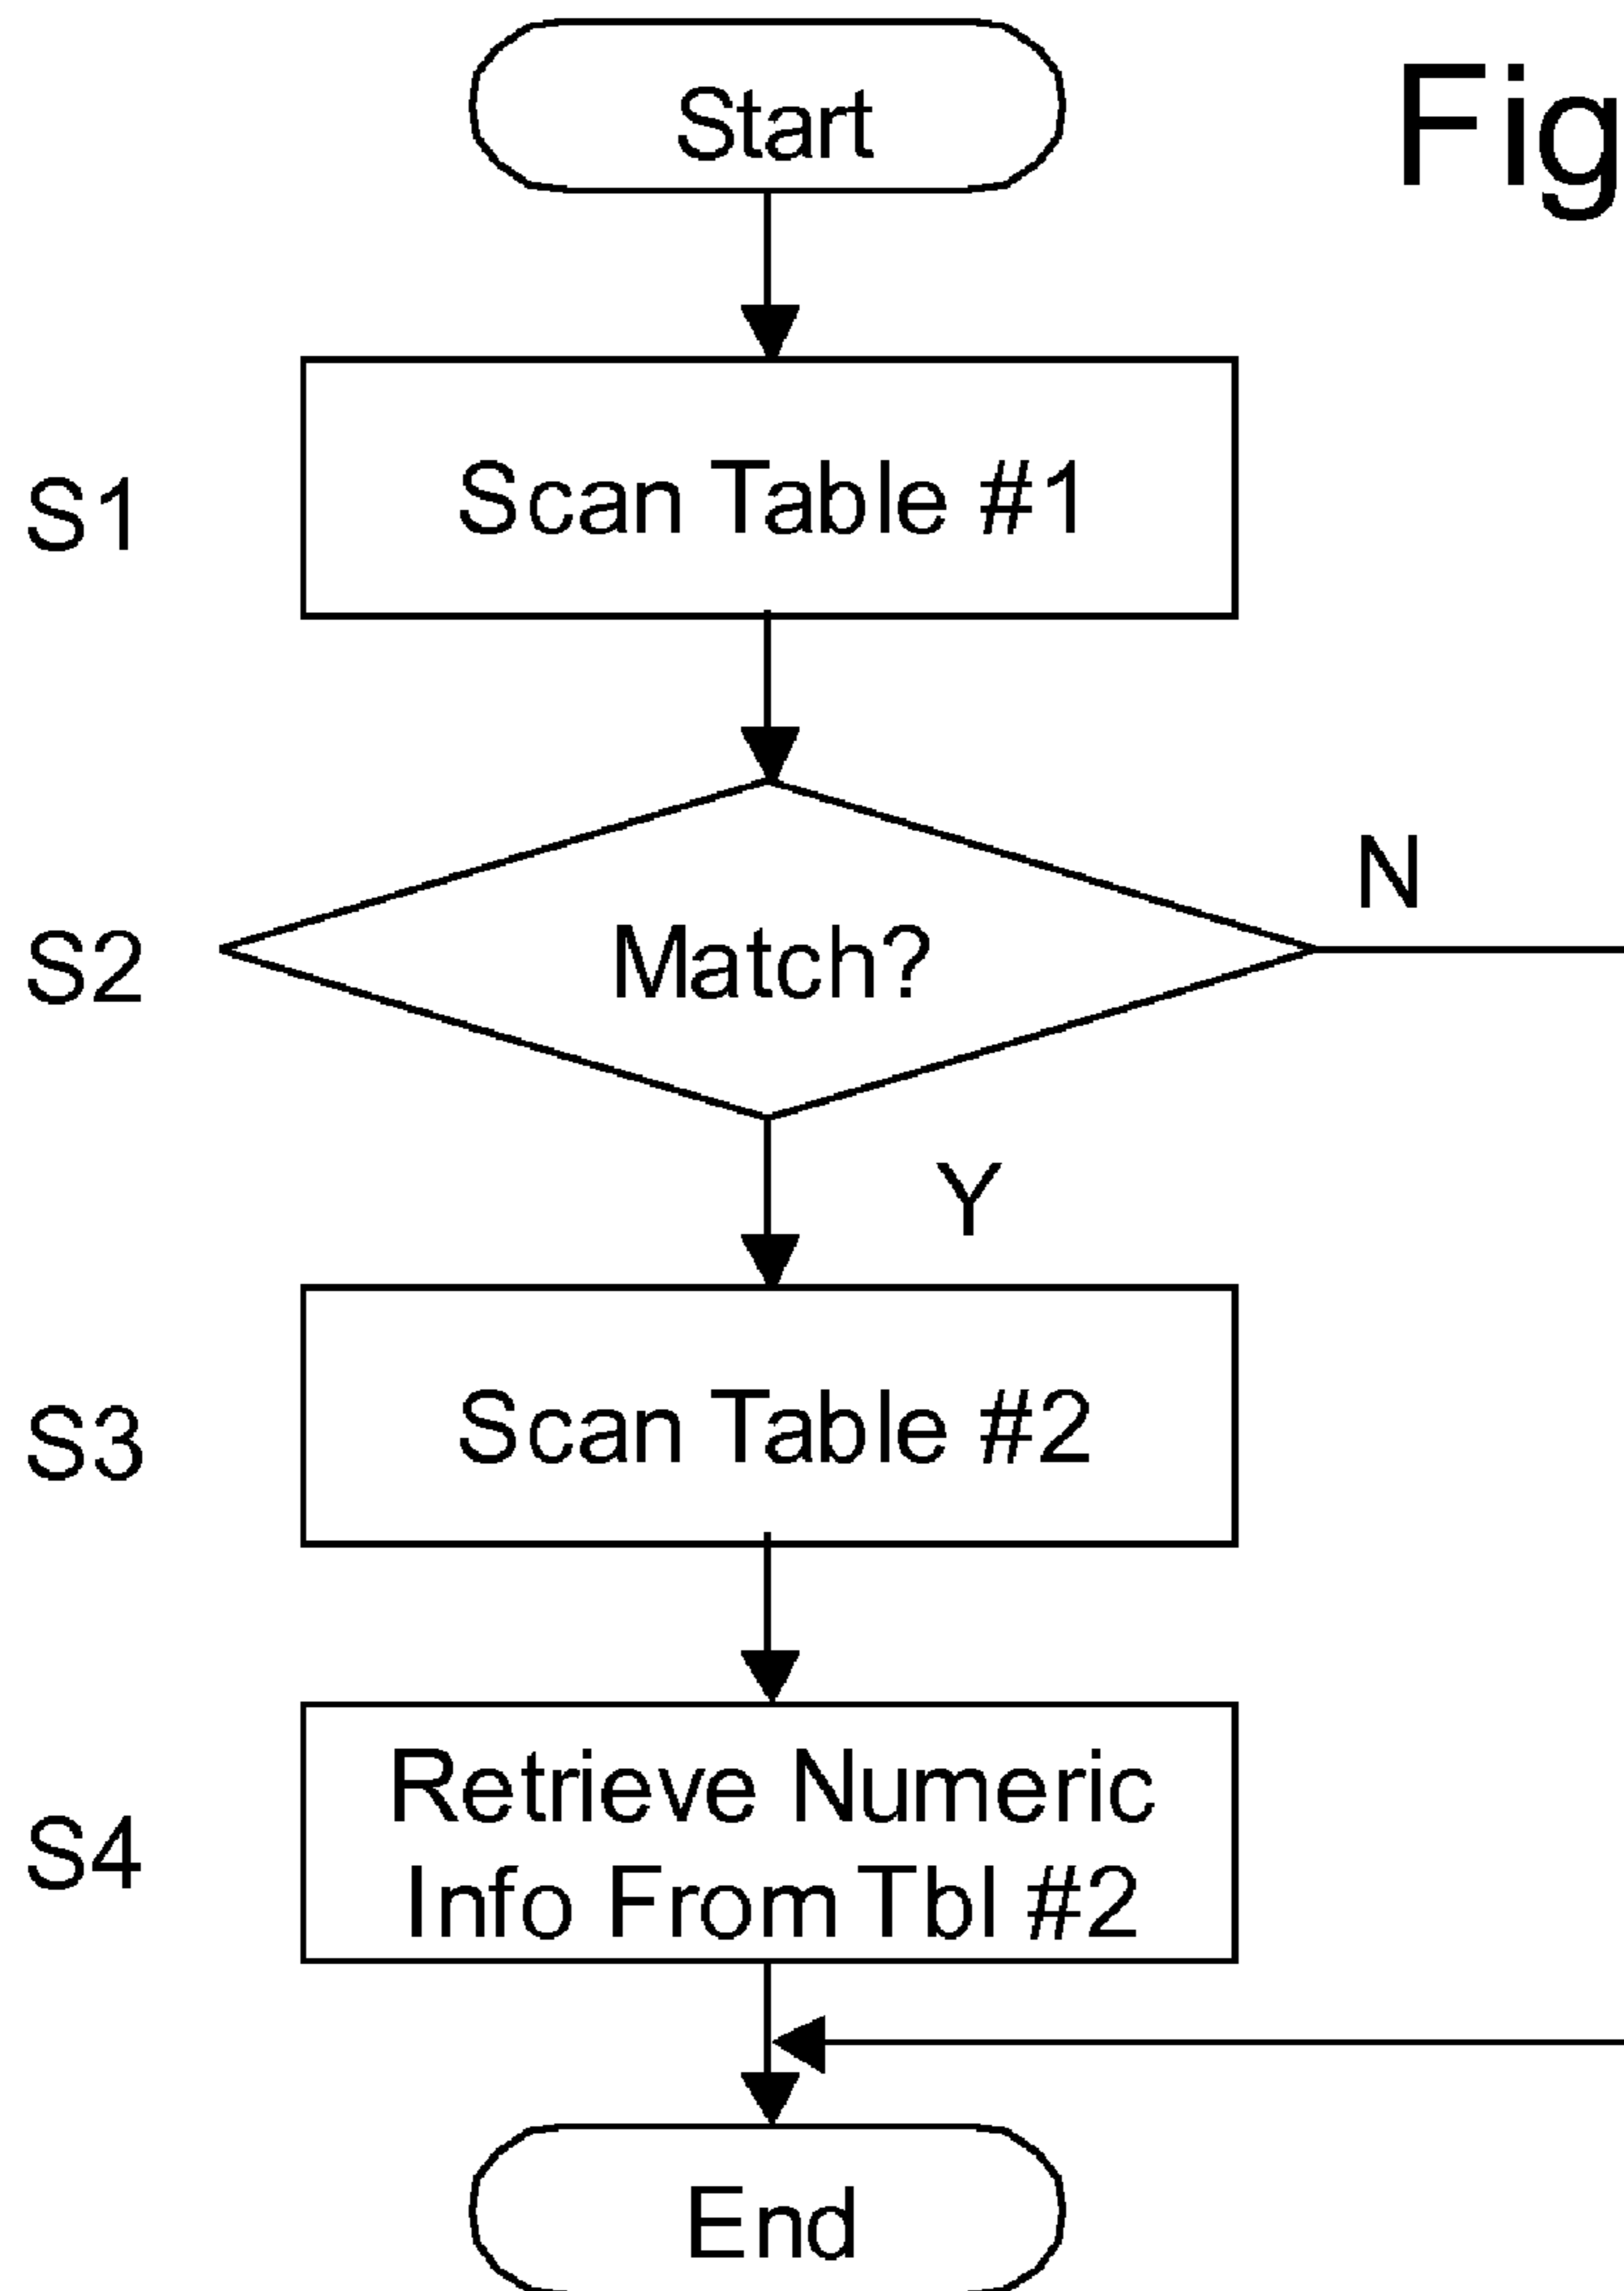 Start
Fig
S1
Scan Table #1
S2
Match?
N
Y
S3
Scan Table #2
S4
Retrieve Numeric
Info From Tbl #2
End